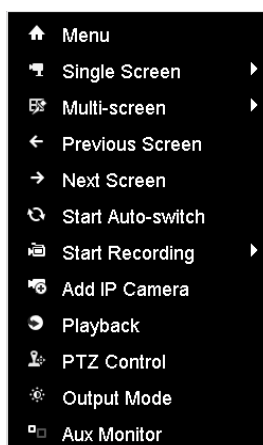 Menu
Single Screen
Multi-screen
Previous Screen
Next Screen
Start Auto-switch
Start Recording
Add IP Camera
Playback
PTZ Control
Output Mode
Aux Monitor